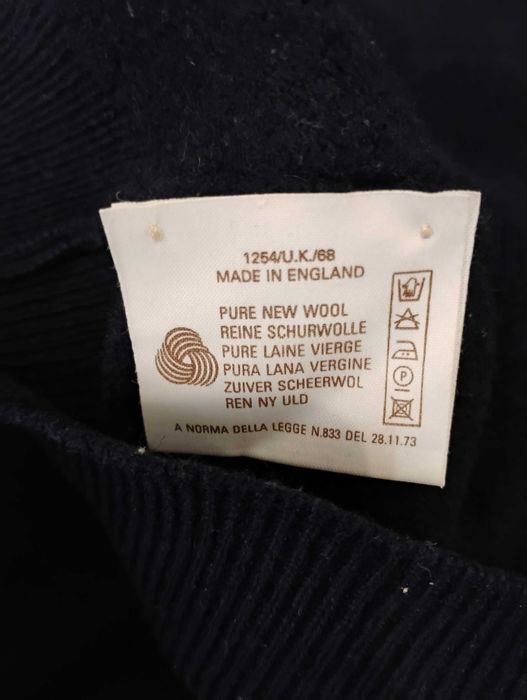 1254/U.K./68
MADE IN ENGLAND
PURE NEW WOOL
REINE SCHURWOLLE
PURE LAINE VIERGE
PURA LANA VERGINE
ZUIVER SCHEERWOL
REN NY ULD
P
A NORMA DELLA LEGGE N.833 DEL 28.11.73